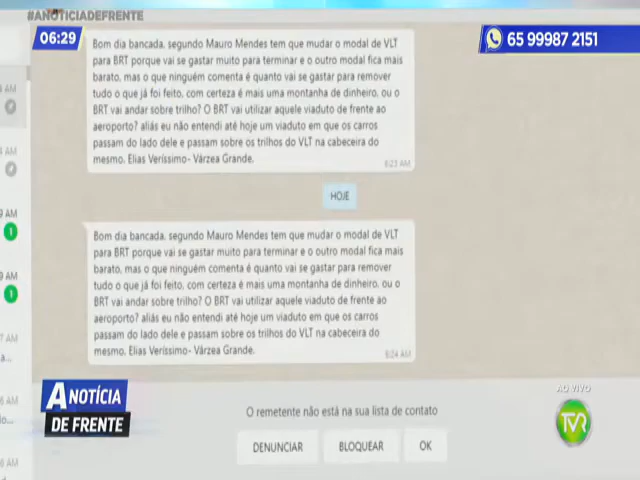 #ANOTICIADEFRENTE
06:29
65 99987 2151
Bom dia bancada, segundo Mauro Mendes tem que mudar o modal de VLT
para BRT porque vai se gastar muito para terminar e o outro modal fica mais
barato, mas o que ninguém comenta é quanto vai se gastar para remover
tudo o que já foi feito, com certeza é mais uma montanha de dinheiro, ou o
BRT vai andar sobre trilho? O BRT vai utilizar aquele viaduto de frente ao
aeroporto? aliás eu não entendi até hoje um viaduto em que os carros
passam do lado dele e passam sobre os trilhos do VLT na cabeceira do
mesmo. Elias Veríssimo- Várzea Grande.
6:23 AM
HOJE
Bom dia bancada, segundo Mauro Mendes tem que mudar o modal de VLT
para BRT porque vai se gastar muito para terminar e o outro modal fica mais
barato, mas o que ninguém comenta é quanto vai se gastar para remover
tudo o que já foi feito, com certeza é mais uma montanha de dinheiro, ou o
BRT vai andar sobre trilho? O BRT vai utilizar aquele viaduto de frente ao
aeroporto? aliás eu não entendi até hoje um viaduto em que os carros
passam do lado dele e passam sobre os trilhos do VLT na cabeceira do
mesmo. Elias Veríssimo- Várzea Grande.
6:24 AM
A NOTÍCIA
DE FRENTE
O remetente não está na sua lista de contato
DENUNCIAR
BLOQUEAR
OK
AO VIVO
TVR